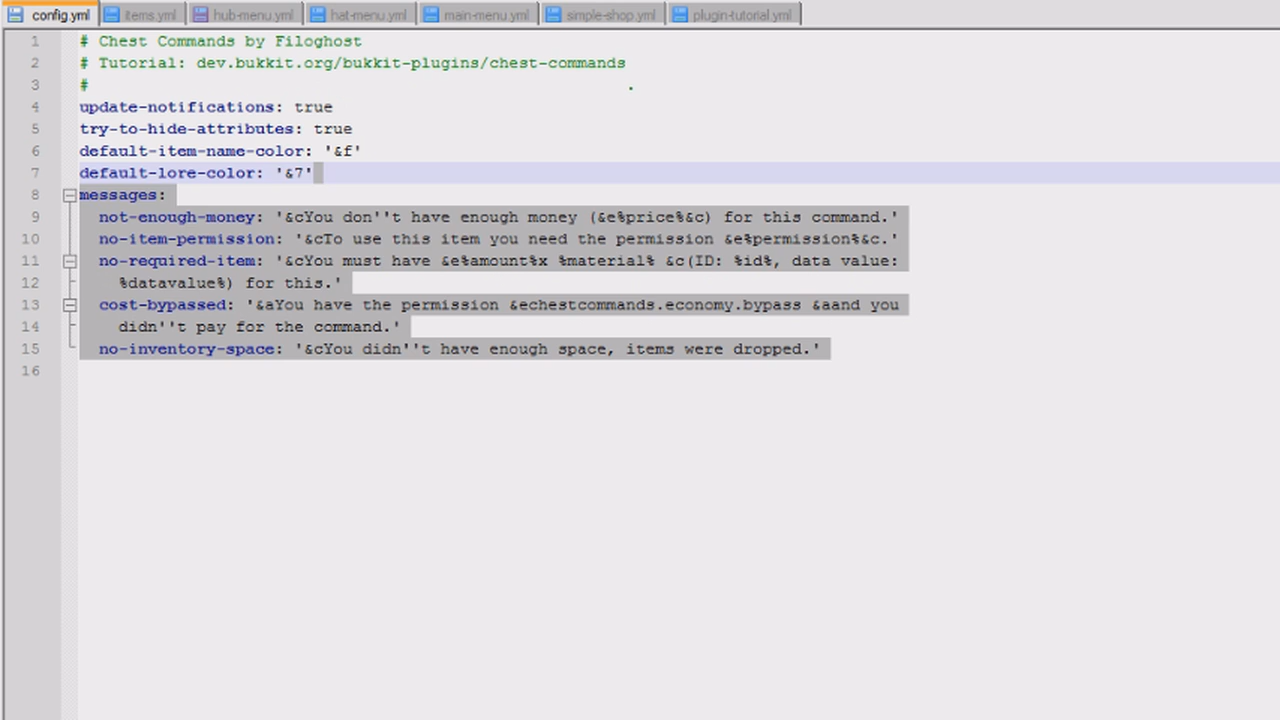 config.yml items.yml hub-menu.yml hat-menu.yml main-menu.yml simple-shop.yml plugin-tutorial.yml
1 # Chest Commands by Filoghost
2 # Tutorial: dev.bukkit.org/bukkit-plugins/chest-commands
3 #
4 update-notifications: true
5 try-to-hide-attributes: true
6 default-item-name-color: '&f'
7 default-lore-color: '&7'
8 messages:
9 not-enough-money: '&cYou don''t have enough money (&e%price%&c) for this command.'
10 no-item-permission: '&cTo use this item you need the permission &e%permission%&c.'
11 no-required-item: '&cYou must have &e%amount%x %material% &c(ID: %id%, data value:
12 %datavalue%) for this.'
13 cost-bypassed: '&aYou have the permission &echestcommands.economy.bypass &aand you
14 didn''t pay for the command.'
15 no-inventory-space: '&cYou didn''t have enough space, items were dropped.'
16